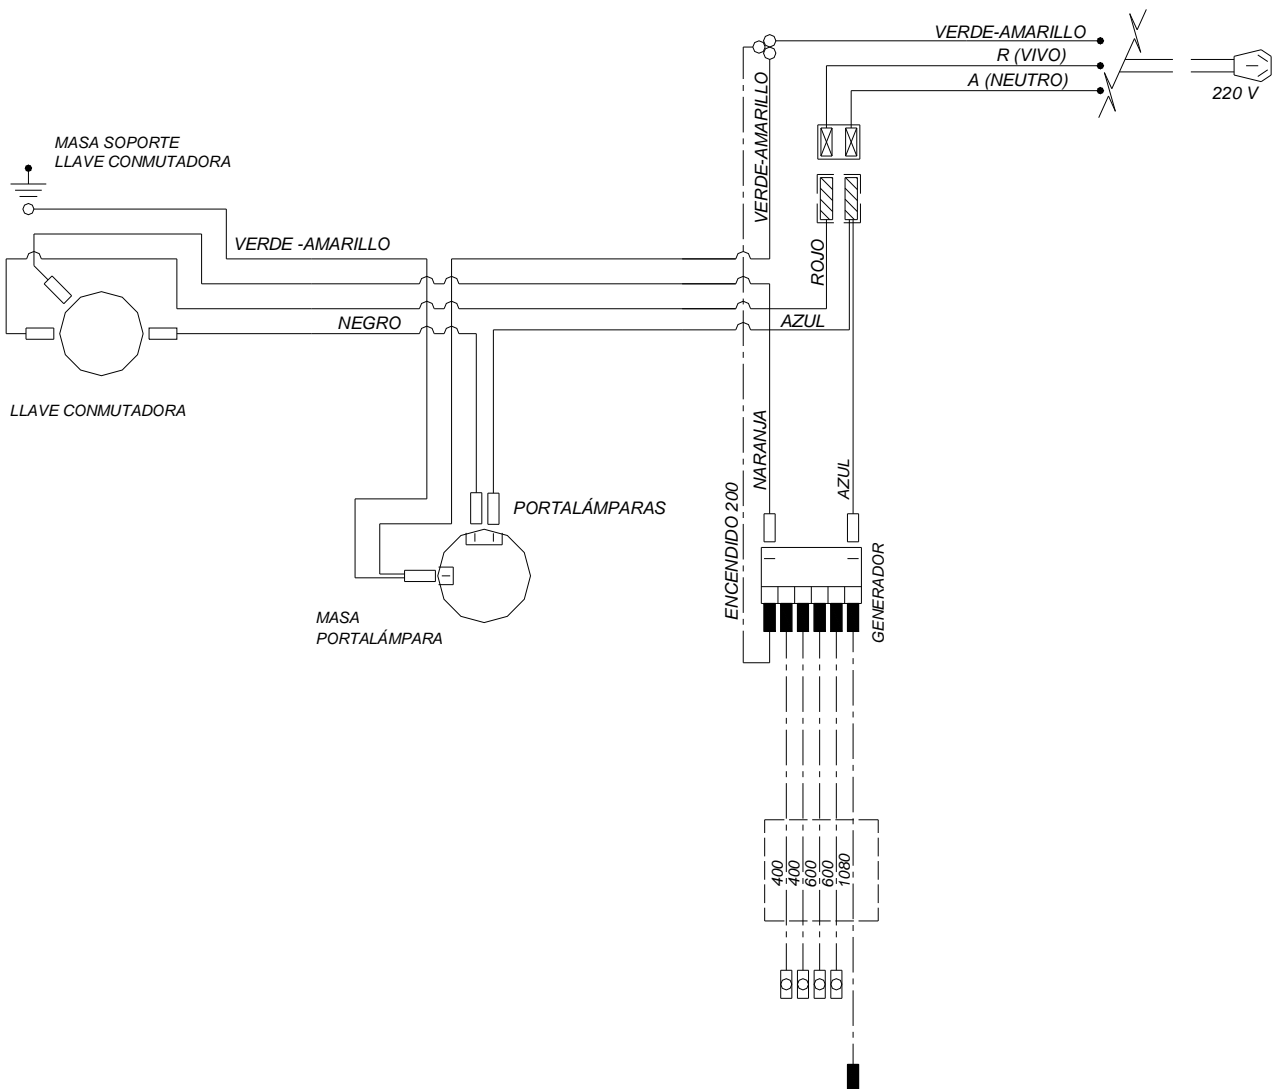 VERDE-AMARILLO
R (VIVO)
A (NEUTRO)
220 V
VERDE-AMARILLO
MASA SOPORTE
LLAVE CONMUTADORA
VERDE -AMARILLO
ROJO
NEGRO
AZUL
LLAVE CONMUTADORA
NARANJA
AZUL
ENCENDIDO 200
PORTALÁMPARAS
GENERADOR
MASA
PORTALÁMPARA
400
400
600
600
1080